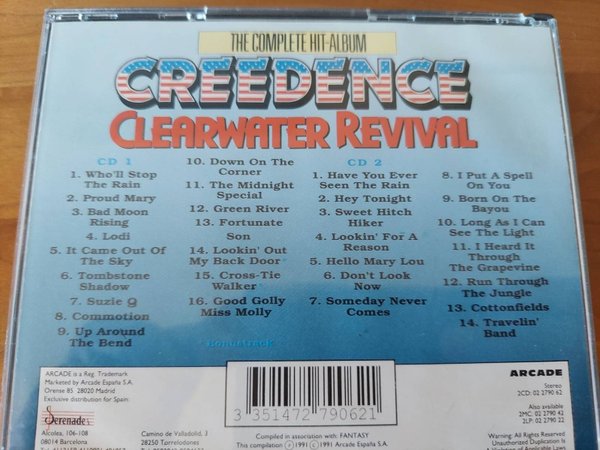 THE COMPLETE HIT-ALBUM
CREEDENCE
CLEARWATER REVIVAL
CD 1
1. Who'll Stop
The Rain
2. Proud Mary
3. Bad Moon
Rising
4. Lodi
5. It Came Out Of
The Sky
6. Tombstone
Shadow
7. Suzie Q
8. Commotion
9. Up Around
The Bend
10. Down On The
Corner
11. The Midnight
Special
12. Green River
13. Fortunate
Son
14. Lookin' Out
My Back Door
15. Cross-Tie
Walker
16. Good Golly
Miss Molly
Bonustrack
CD 2
1. Have You Ever
Seen The Rain
2. Hey Tonight
3. Sweet Hitch
Hiker
4. Lookin' For A
Reason
5. Hello Mary Lou
6. Don't Look
Now
7. Someday Never
Comes
8. I Put A Spell
On You
9. Born On The
Bayou
10. Long As I Can
See The Light
11. I Heard It
Through
The Grapevine
12. Run Through
The Jungle
13. Cottonfields
14. Travelin'
Band
ARCADE is a Reg. Trademark
Marketed by Arcade España S.A.
Orense 85 28020 Madrid
Exclusive distribution for Spain:
Serenade
Alcolea, 106-108
08014 Barcelona
Camino de Valladolid, 3
28250 Torrelodones
3 351472 790621
Compiled in association with: FANTASY
This compilation ℗ 1991 © 1991 Arcade España S.A.
ARCADE
Stereo
2CD: 02 2790 62
Also available
2MC: 02 2790 42
2LP: 02 2790 22
Warning: All Rights Reserved.
Unauthorized Duplication Is
A Violation of Applicable Laws